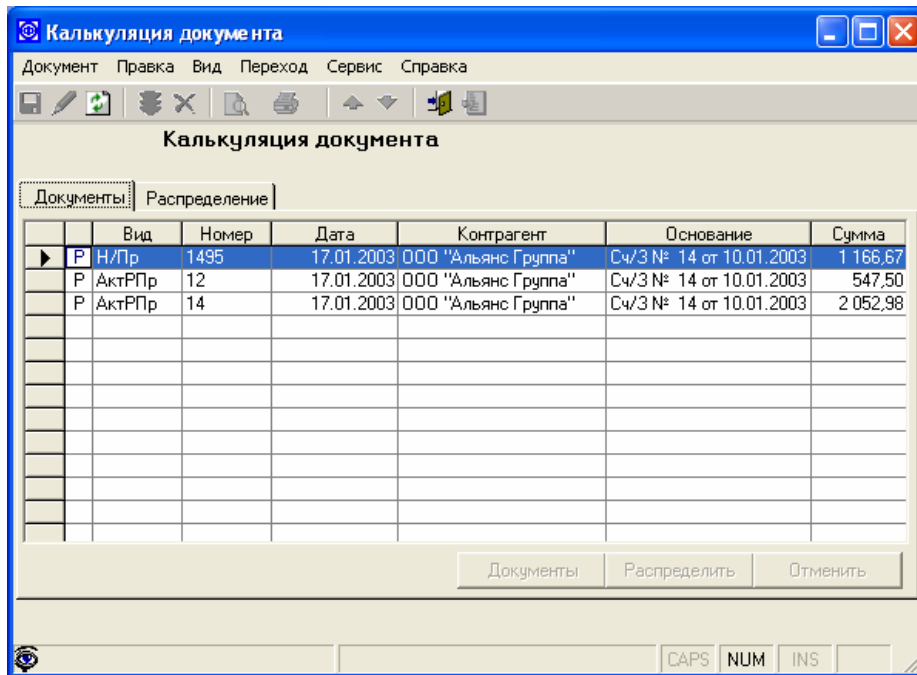 Калькуляция документа
Документ Правка Вид Переход Сервис Справка
Калькуляция документа
Документы Распределение
Вид Номер Дата Контрагент Основание Сумма
Р Н/Пр 1495 17.01.2003 ООО "Альянс Группа" Сч/З № 14 от 10.01.2003 1 166,67
Р АктРПр 12 17.01.2003 ООО "Альянс Группа" Сч/З № 14 от 10.01.2003 547,50
Р АктРПр 14 17.01.2003 ООО "Альянс Группа" Сч/З № 14 от 10.01.2003 2 052,98
Документы Распределить Отменить
CAPS NUM INS